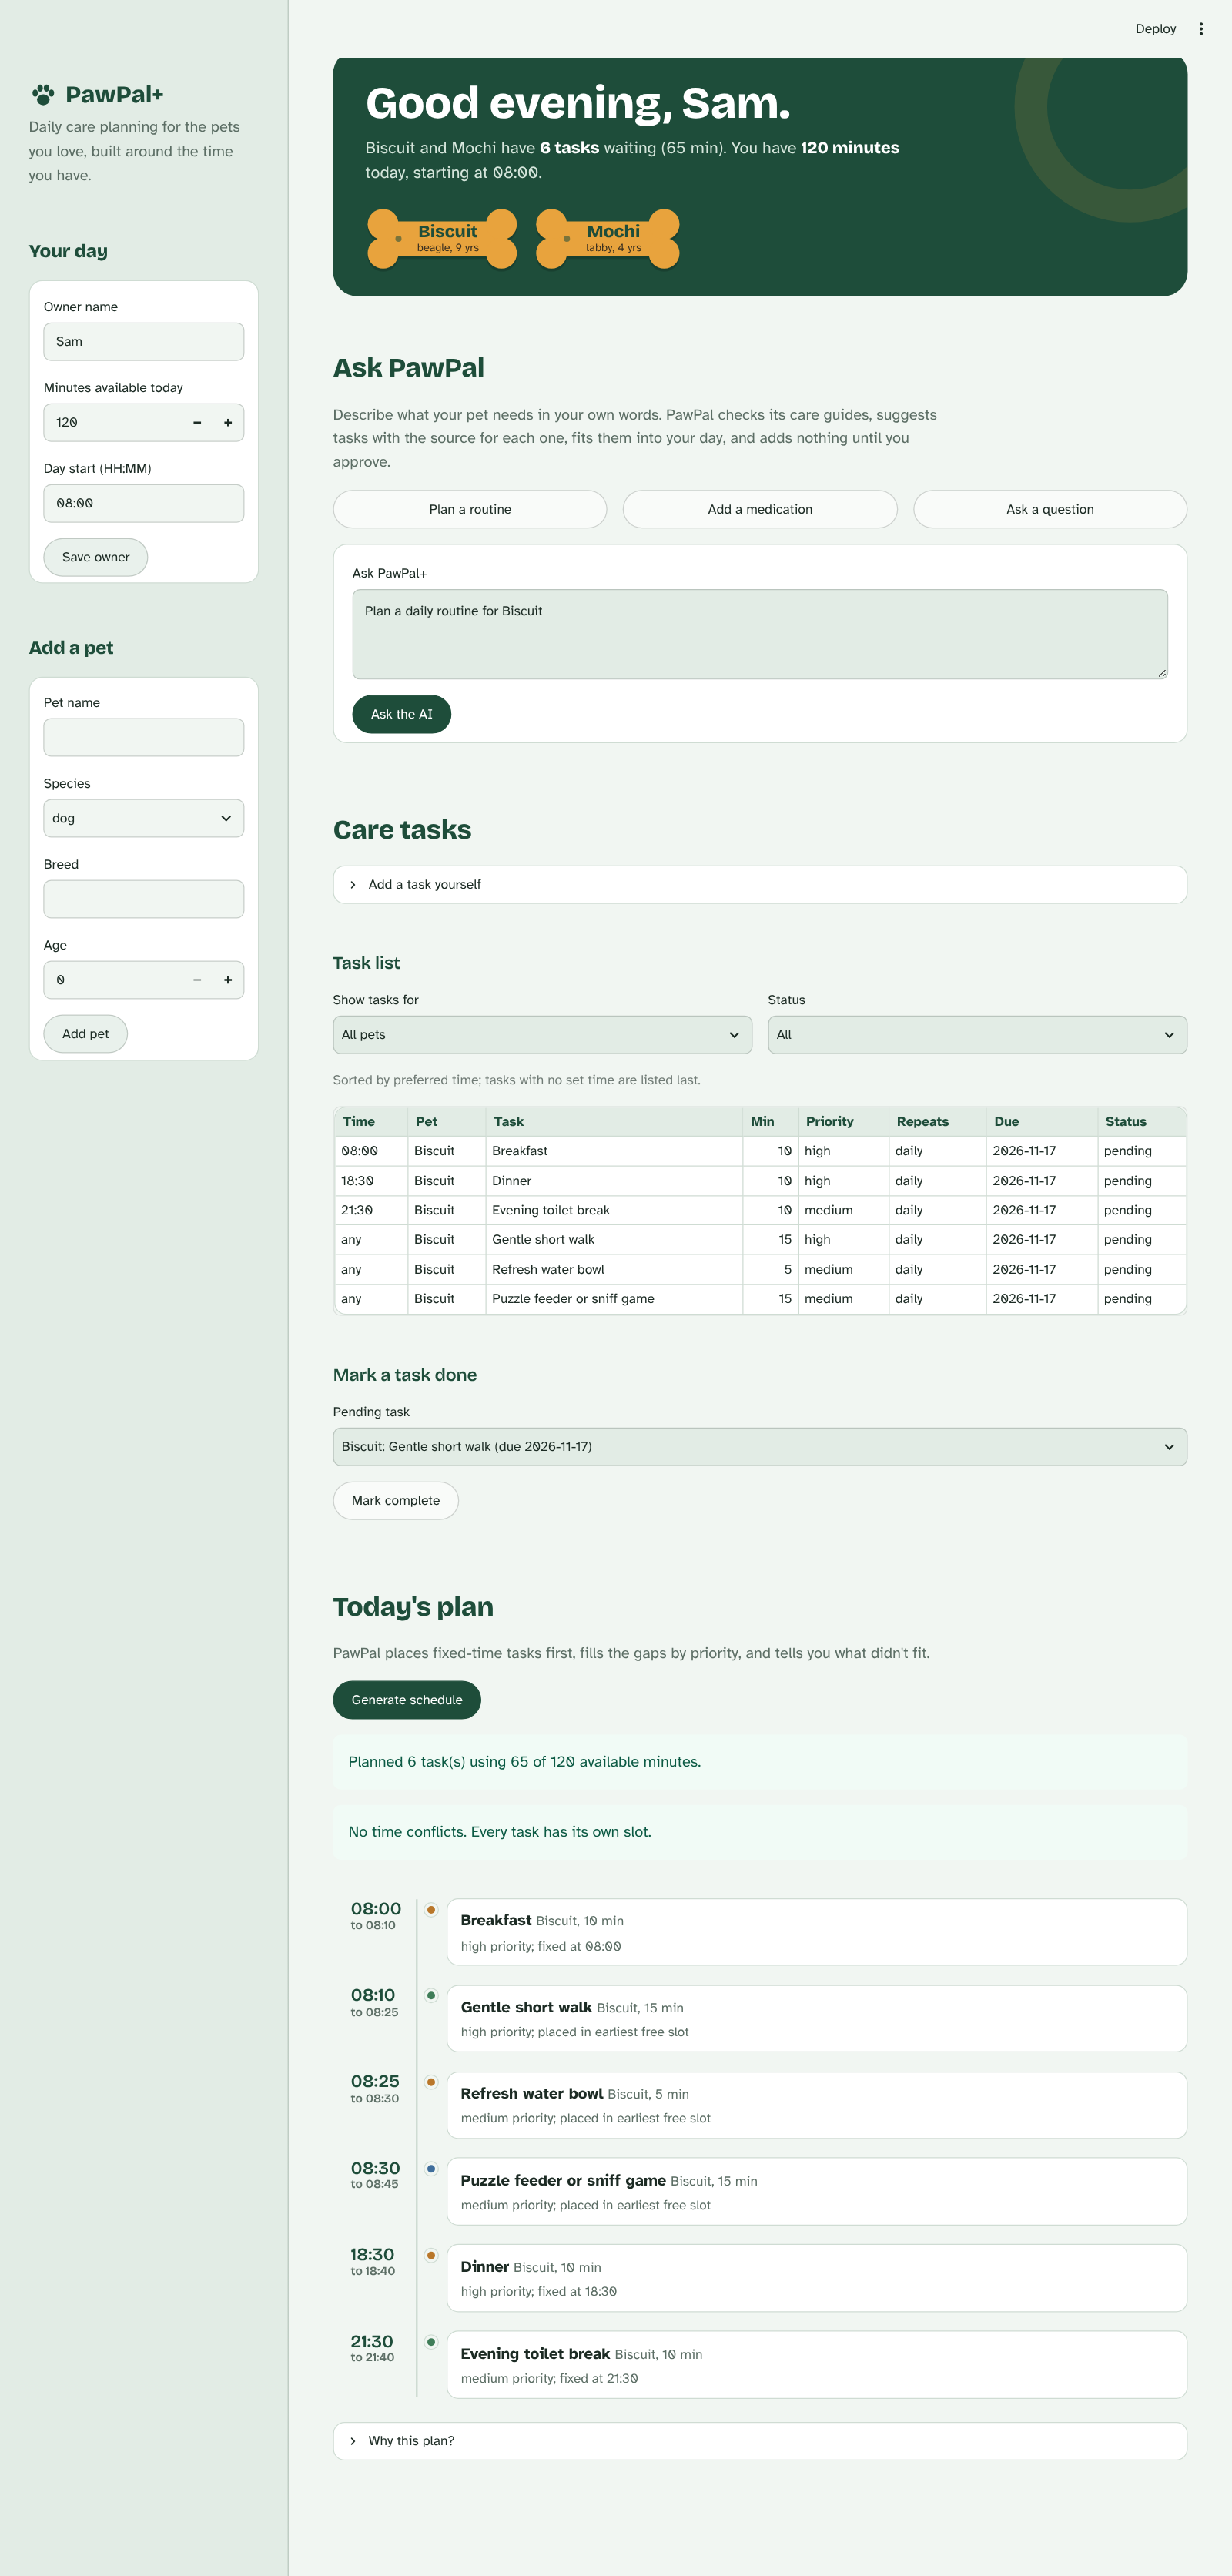 Deploy
PawPal+
Daily care planning for the pets
you love, built around the time
you have.
Your day
Owner name
Sam
Minutes available today
120
Day start (HH:MM)
08:00
Save owner
Add a pet
Pet name
Species
dog
Breed
Age
0
Add pet
Good evening, Sam.
Biscuit and Mochi have 6 tasks waiting (65 min). You have 120 minutes
today, starting at 08:00.
Biscuit
beagle, 9 yrs
Mochi
tabby, 4 yrs
Ask PawPal
Describe what your pet needs in your own words. PawPal checks its care guides, suggests
tasks with the source for each one, fits them into your day, and adds nothing until you
approve.
Plan a routine Add a medication Ask a question
Ask PawPal+
Plan a daily routine for Biscuit
Ask the AI
Care tasks
Add a task yourself
Task list
Show tasks for Status
All pets All
Sorted by preferred time; tasks with no set time are listed last.
Time Pet Task Min Priority Repeats Due Status
08:00 Biscuit Breakfast 10 high daily 2026-11-17 pending
18:30 Biscuit Dinner 10 high daily 2026-11-17 pending
21:30 Biscuit Evening toilet break 10 medium daily 2026-11-17 pending
any Biscuit Gentle short walk 15 high daily 2026-11-17 pending
any Biscuit Refresh water bowl 5 medium daily 2026-11-17 pending
any Biscuit Puzzle feeder or sniff game 15 medium daily 2026-11-17 pending
Mark a task done
Pending task
Biscuit: Gentle short walk (due 2026-11-17)
Mark complete
Today's plan
PawPal places fixed-time tasks first, fills the gaps by priority, and tells you what didn't fit.
Generate schedule
Planned 6 task(s) using 65 of 120 available minutes.
No time conflicts. Every task has its own slot.
08:00
to 08:10
Breakfast Biscuit, 10 min
high priority; fixed at 08:00
08:10
to 08:25
Gentle short walk Biscuit, 15 min
high priority; placed in earliest free slot
08:25
to 08:30
Refresh water bowl Biscuit, 5 min
medium priority; placed in earliest free slot
08:30
to 08:45
Puzzle feeder or sniff game Biscuit, 15 min
medium priority; placed in earliest free slot
18:30
to 18:40
Dinner Biscuit, 10 min
high priority; fixed at 18:30
21:30
to 21:40
Evening toilet break Biscuit, 10 min
medium priority; fixed at 21:30
Why this plan?